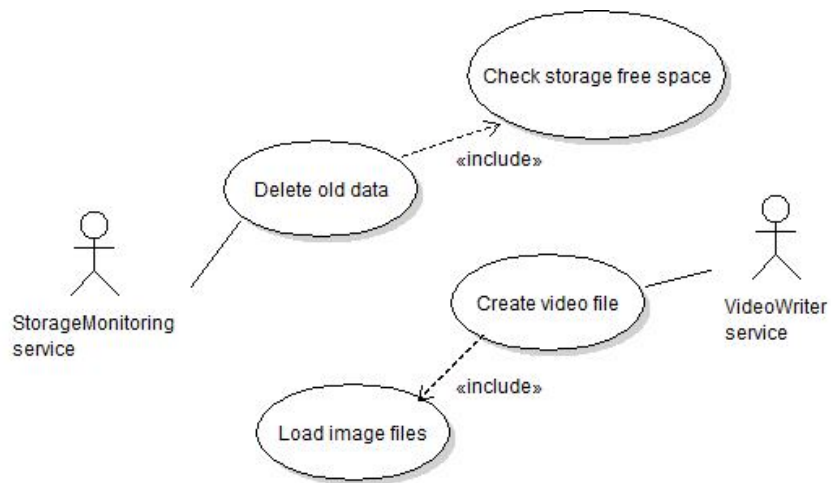 Check storage free space
«include»
Delete old data
StorageMonitoring
service
Create video file
VideoWriter
service
«include»
Load image files